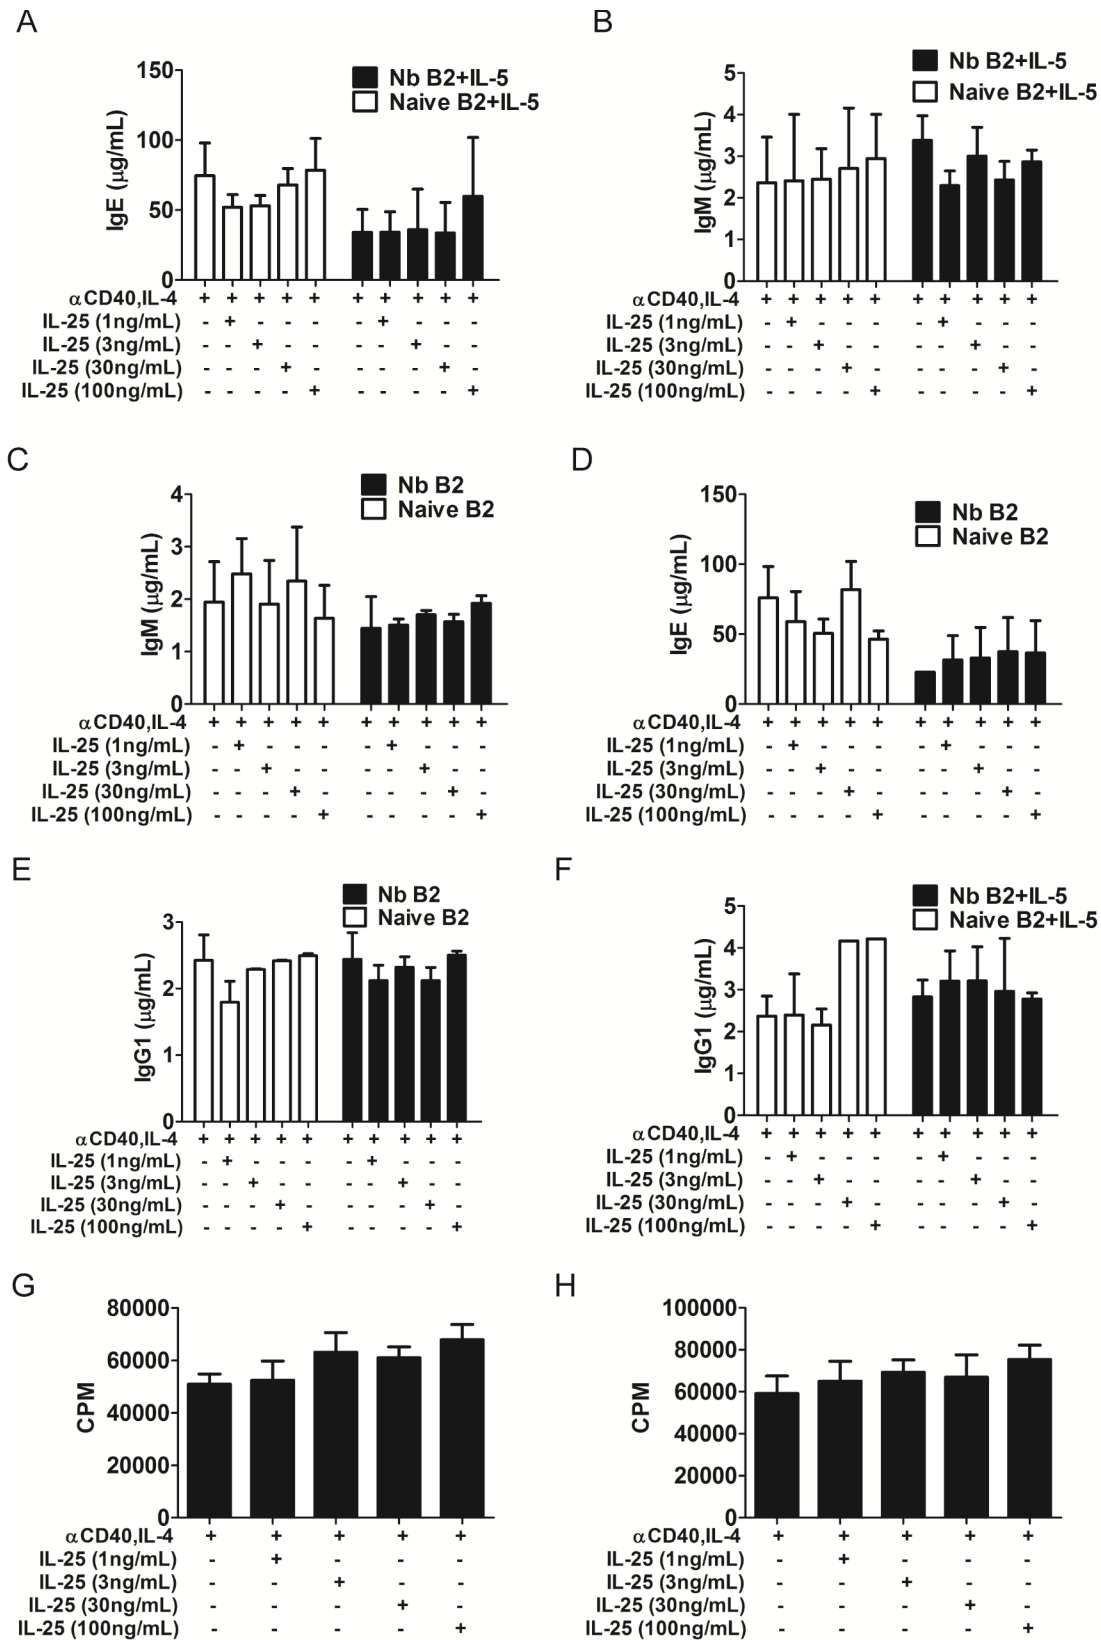 A
150
100
50
0
IgE (μg/mL)
Nb B2+IL-5
Naive B2+IL-5
αCD40,IL-4 + + + + + + + + + +
IL-25 (1ng/mL) - + - - - - + - - -
IL-25 (3ng/mL) - - + - - - - + - -
IL-25 (30ng/mL) - - - + - - - - + -
IL-25 (100ng/mL) - - - - + - - - - +
B
5
4
3
2
1
0
IgM (μg/mL)
Nb B2+IL-5
Naive B2+IL-5
αCD40,IL-4 + + + + + + + + + +
IL-25 (1ng/mL) - + - - - - + - - -
IL-25 (3ng/mL) - - + - - - - + - -
IL-25 (30ng/mL) - - - + - - - - + -
IL-25 (100ng/mL) - - - - + - - - - +
C
4
3
2
1
0
IgM (μg/mL)
Nb B2
Naive B2
αCD40,IL-4 + + + + + + + + + +
IL-25 (1ng/mL) - + - - - - + - - -
IL-25 (3ng/mL) - - + - - - - + - -
IL-25 (30ng/mL) - - - + - - - - + -
IL-25 (100ng/mL) - - - - + - - - - +
D
150
100
50
0
IgE (μg/mL)
Nb B2
Naive B2
αCD40,IL-4 + + + + + + + + + +
IL-25 (1ng/mL) - + - - - - + - - -
IL-25 (3ng/mL) - - + - - - - + - -
IL-25 (30ng/mL) - - - + - - - - + -
IL-25 (100ng/mL) - - - - + - - - - +
E
3
2
1
0
IgG1 (μg/mL)
Nb B2
Naive B2
αCD40,IL-4 + + + + + + + + + +
IL-25 (1ng/mL) - + - - - - + - - -
IL-25 (3ng/mL) - - + - - - - + - -
IL-25 (30ng/mL) - - - + - - - - + -
IL-25 (100ng/mL) - - - - + - - - - +
F
5
4
3
2
1
0
IgG1 (μg/mL)
Nb B2+IL-5
Naive B2+IL-5
αCD40,IL-4 + + + + + + + + + +
IL-25 (1ng/mL) - + - - - - + - - -
IL-25 (3ng/mL) - - + - - - - + - -
IL-25 (30ng/mL) - - - + - - - - + -
IL-25 (100ng/mL) - - - - + - - - - +
G
80000
60000
40000
20000
0
CPM
αCD40,IL-4 + + + + +
IL-25 (1ng/mL) - + - - -
IL-25 (3ng/mL) - - + - -
IL-25 (30ng/mL) - - - + -
IL-25 (100ng/mL) - - - - +
H
100000
80000
60000
40000
20000
0
CPM
αCD40,IL-4 + + + + +
IL-25 (1ng/mL) - + - - -
IL-25 (3ng/mL) - - + - -
IL-25 (30ng/mL) - - - + -
IL-25 (100ng/mL) - - - - +